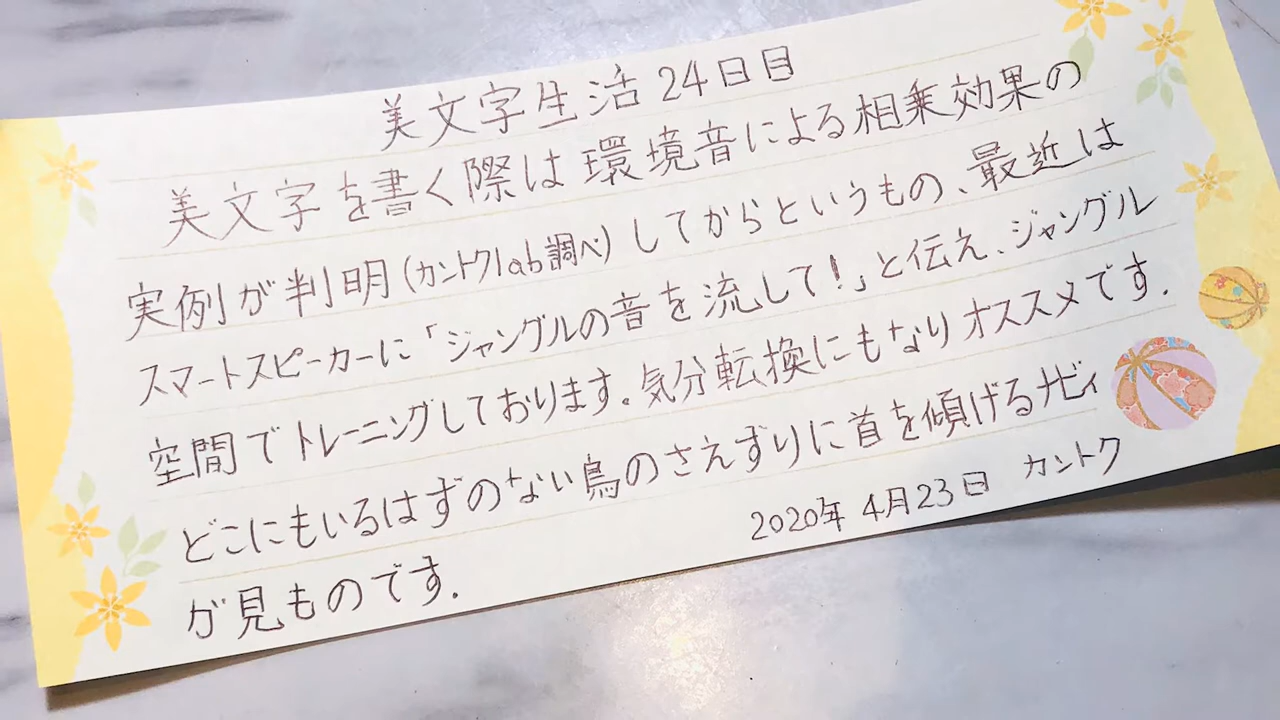 美文字生活24日目
美文字を書く際は環境音による相乗効果の
実例が判明(カントクlab調べ)してからというもの、最近は
スマートスピーカーに「ジャングルの音を流して!」と伝え、ジャングル
空間でトレーニングしております。気分転換にもなりオススメです.
どこにもいるはずのない鳥のさえずりに首を傾げるナビィ
が見ものです.
2020年4月23日 カントク